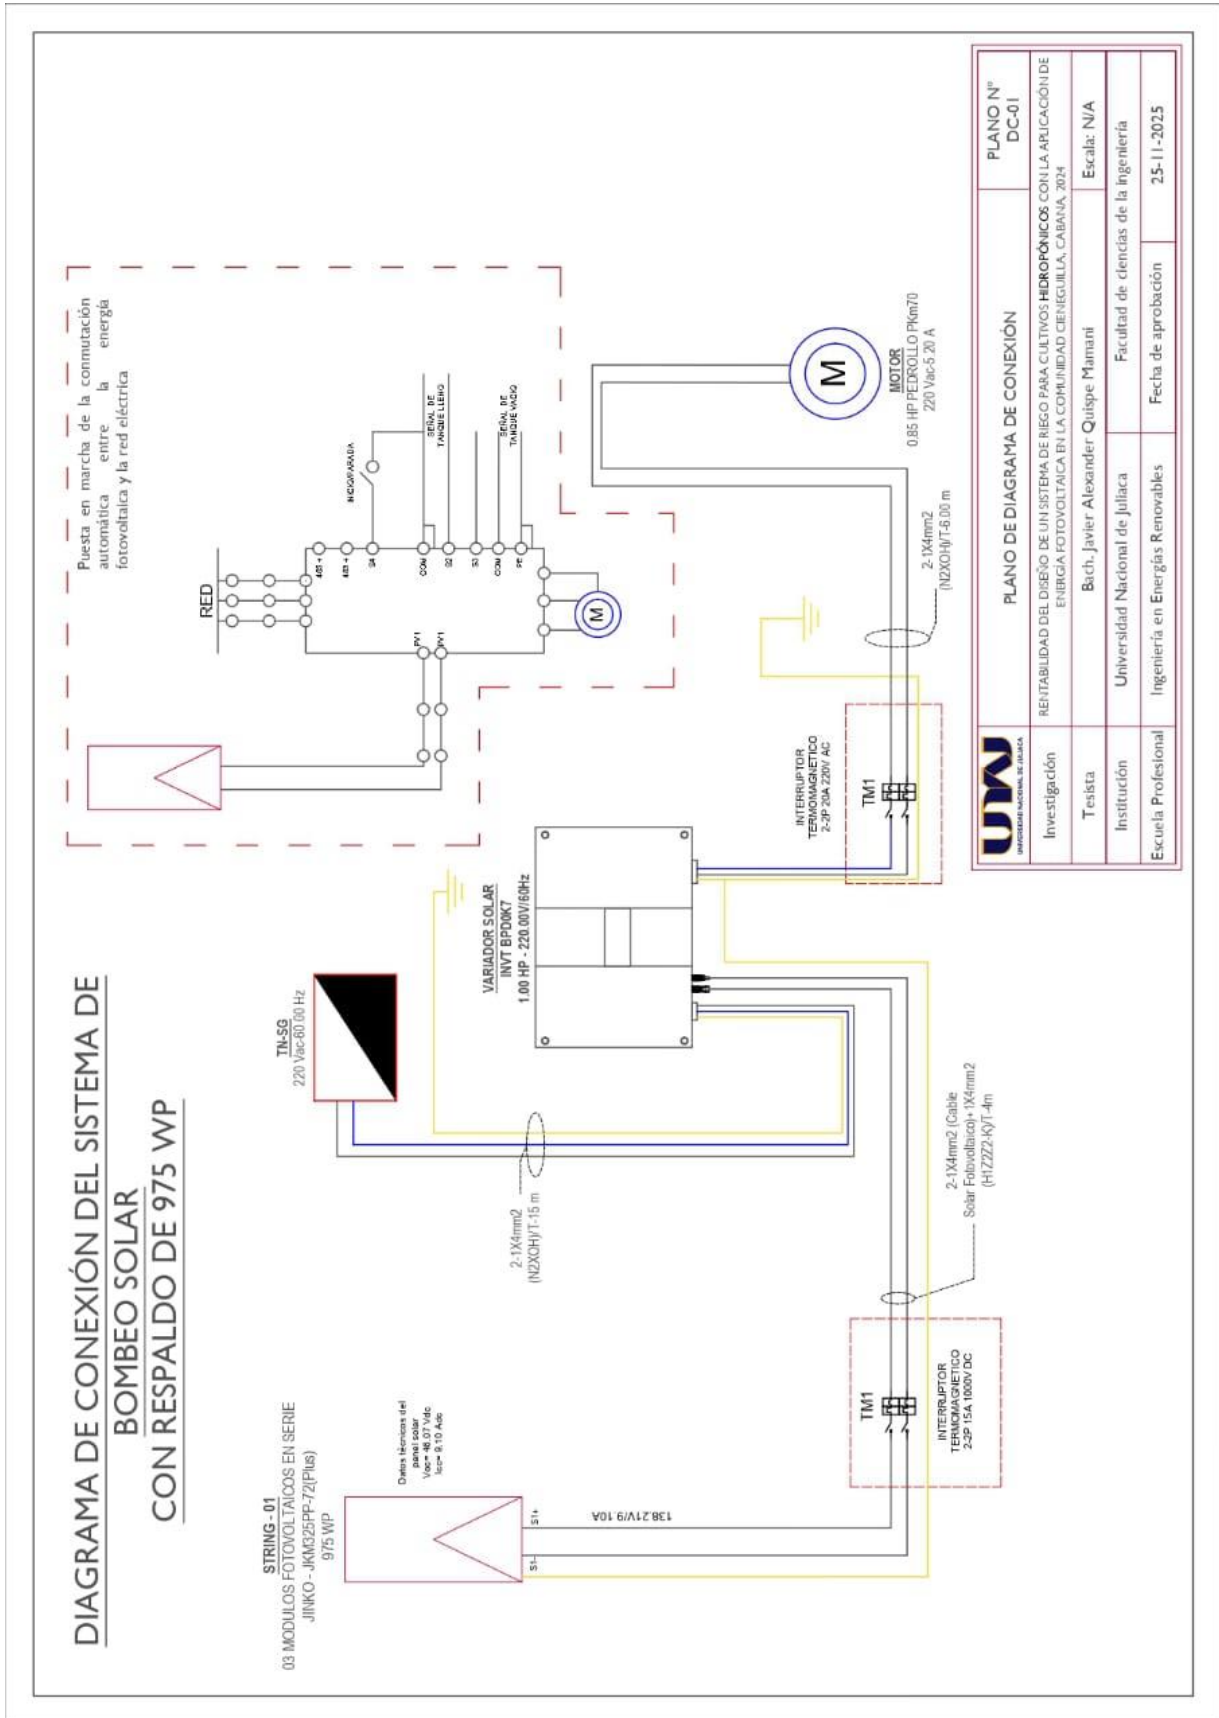 DIAGRAMA DE CONEXIÓN DEL SISTEMA DE
BOMBEO SOLAR
CON RESPALDO DE 975 WP
STRING - 01
03 MODULOS FOTOVOLTAICOS EN SERIE
JINKO - JKM325PP-72(Plus)
975 WP
Datos técnicos del
panel solar
Voc= 46.07 Vdc
Icc= 9.10 Adc
S1-
S1+
138.21V/9.10A
TM1
INTERRUPTOR
TERMOMAGNETICO
2-2P 15A 1000V DC
2-1X4mm2 (Cable
Solar Fotovoltaico)+1X4mm2
(H1Z2Z2-K)/T-4m
TN-SG
220 Vac-60.00 Hz
2-1X4mm2
(N2XOH)/T-15 m
VARIADOR SOLAR
INVT BPD0K7
1.00 HP - 220.00V/60Hz
INTERRUPTOR
TERMOMAGNETICO
2-2P 20A 220V AC
TM1
2-1X4mm2
(N2XOH)/T-6.00 m
MOTOR
0.85 HP PEDROLLO PKm70
220 Vac-5.20 A
M
Puesta en marcha de la conmutación
automática entre la energía
fotovoltaica y la red eléctrica
RED
PV1
PV1
S4
COM
S2
S3
COM
PE
INICIO/PARADA
SEÑAL DE
TANQUE LLENO
SEÑAL DE
TANQUE VACIO
M
UNAJ
UNIVERSIDAD NACIONAL DE JULIACA
PLANO DE DIAGRAMA DE CONEXIÓN
PLANO N°
DC-01
Investigación
RENTABILIDAD DEL DISEÑO DE UN SISTEMA DE RIEGO PARA CULTIVOS HIDROPÓNICOS CON LA APLICACIÓN DE
ENERGÍA FOTOVOLTAICA EN LA COMUNIDAD CIENEGUILLA, CABANA, 2024
Tesista
Bach. Javier Alexander Quispe Mamani
Escala: N/A
Institución
Universidad Nacional de Juliaca
Facultad de ciencias de la ingeniería
Escuela Profesional
Ingeniería en Energías Renovables
Fecha de aprobación
25-11-2025